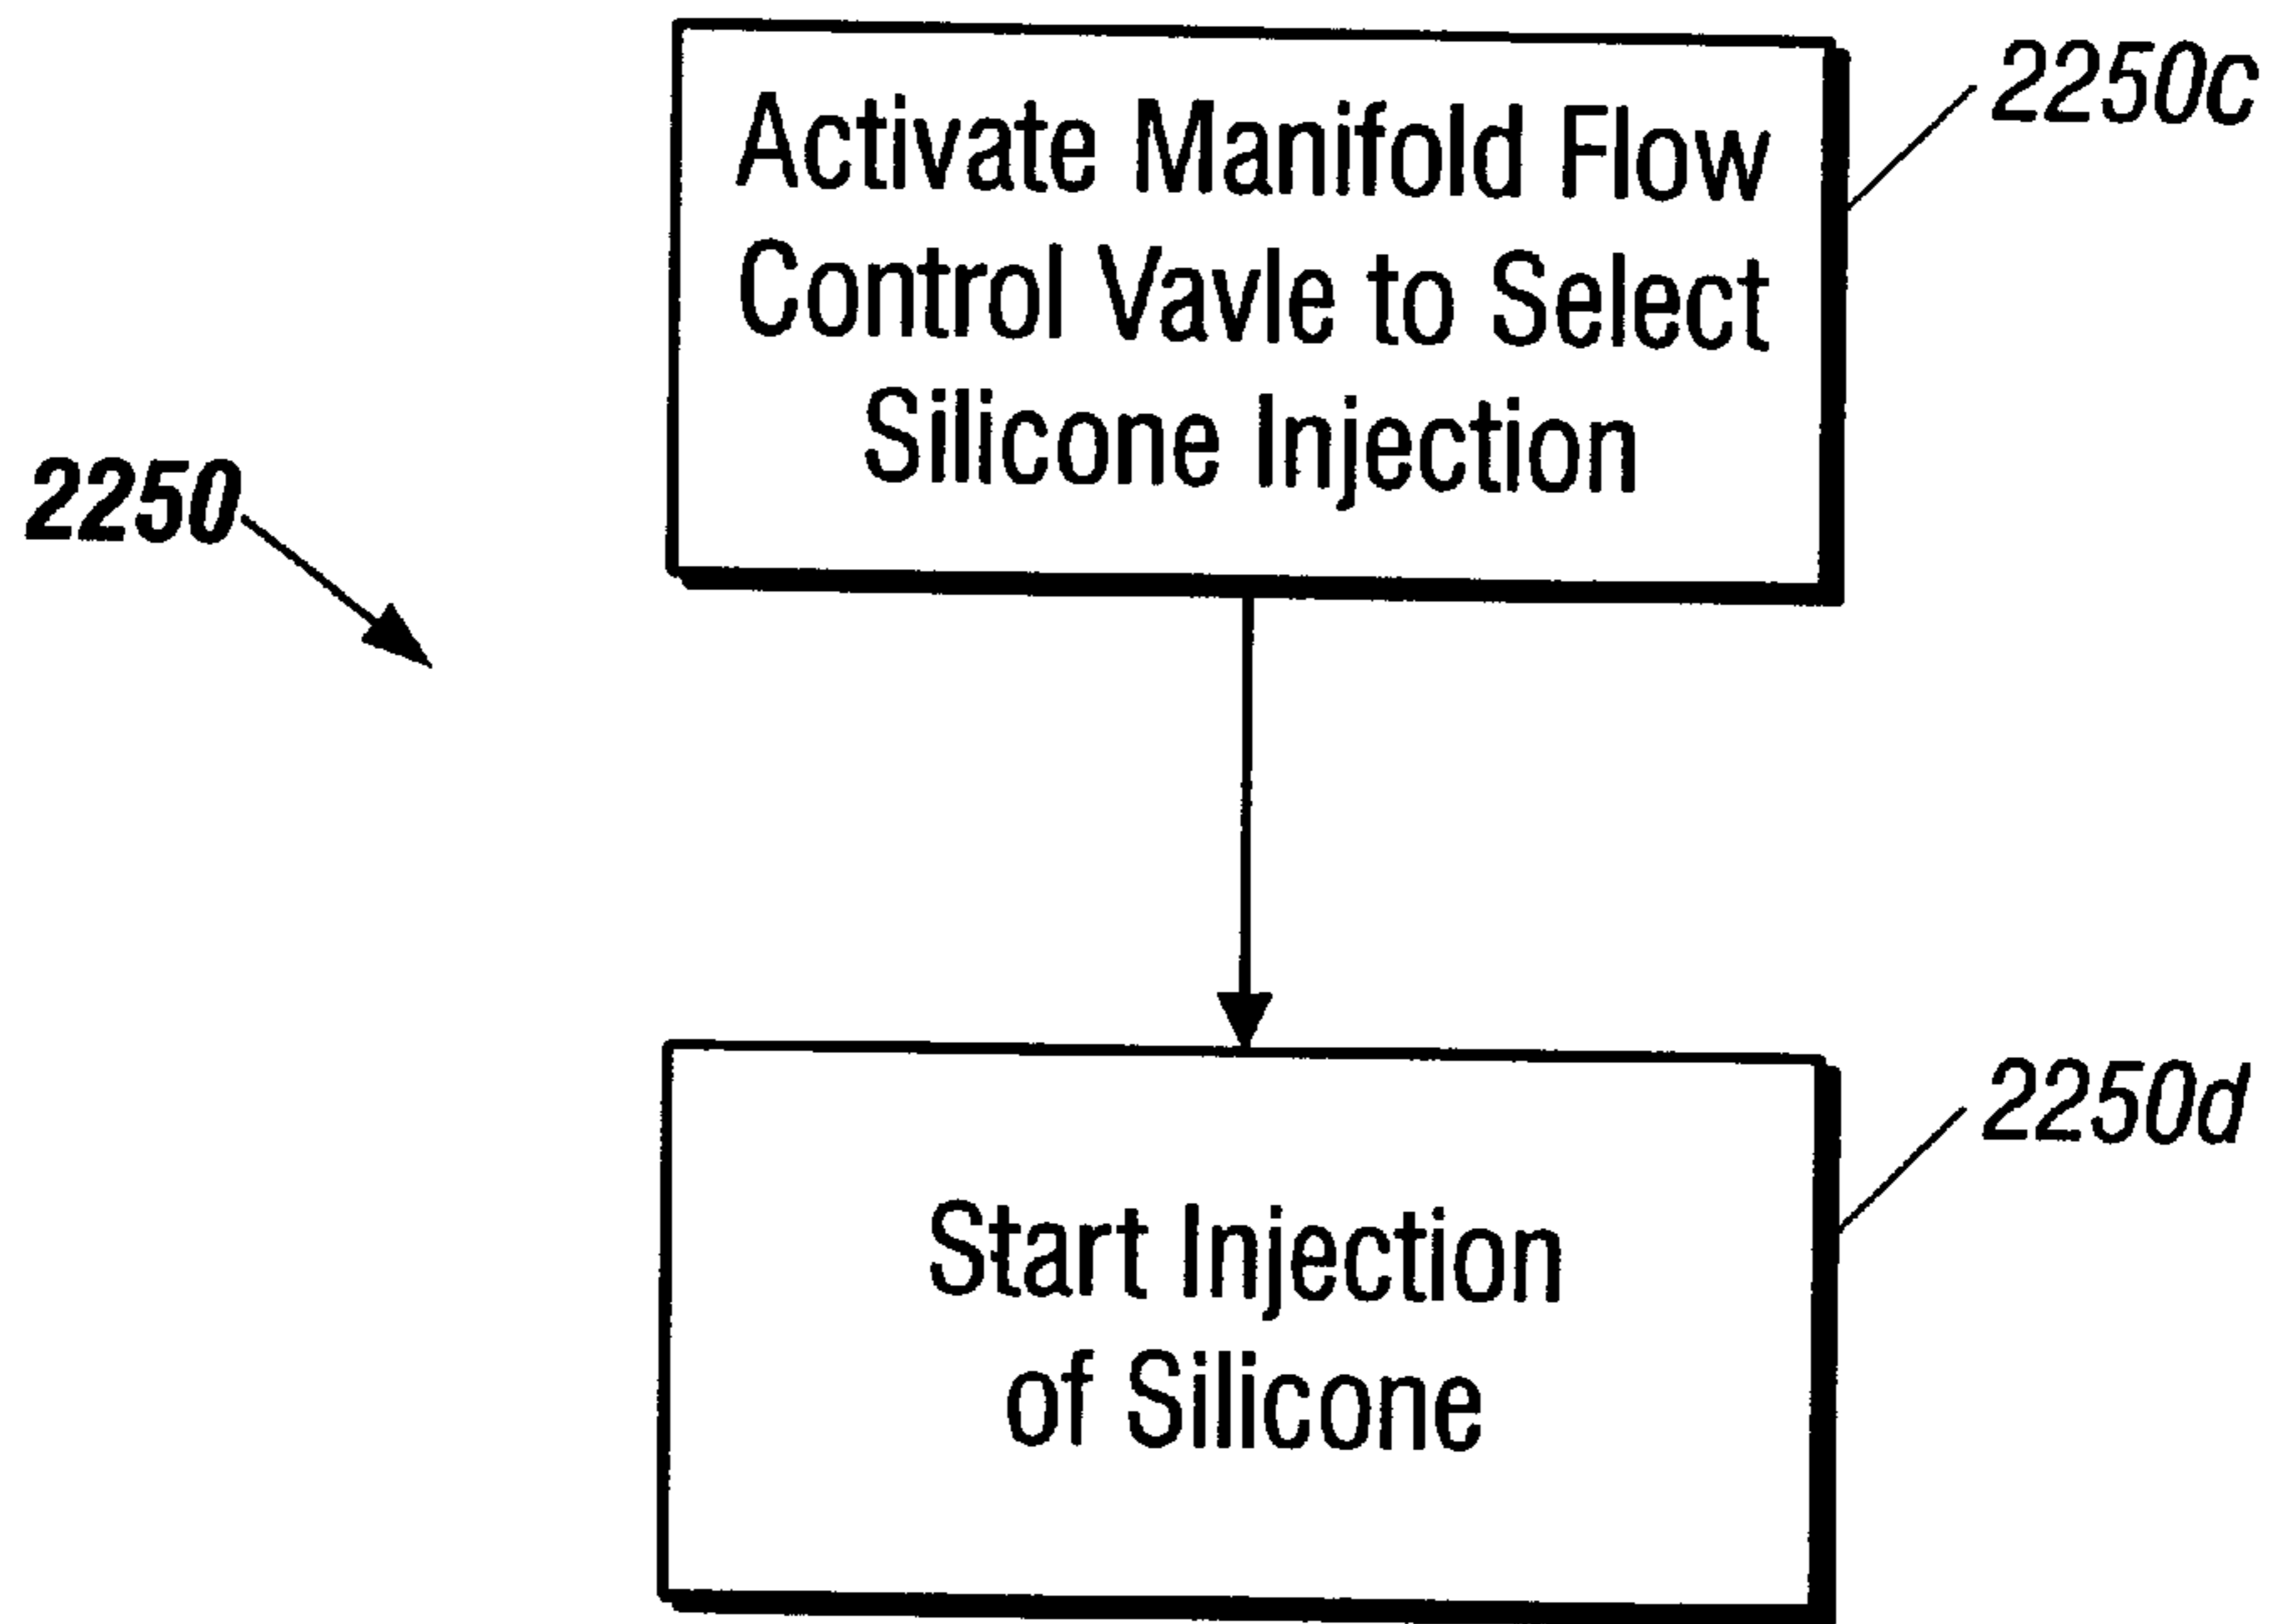 Activate Manifold Flow
Control Vavle to Select
Silicone Injection
2250c
2250
Start Injection
of Silicone
2250d